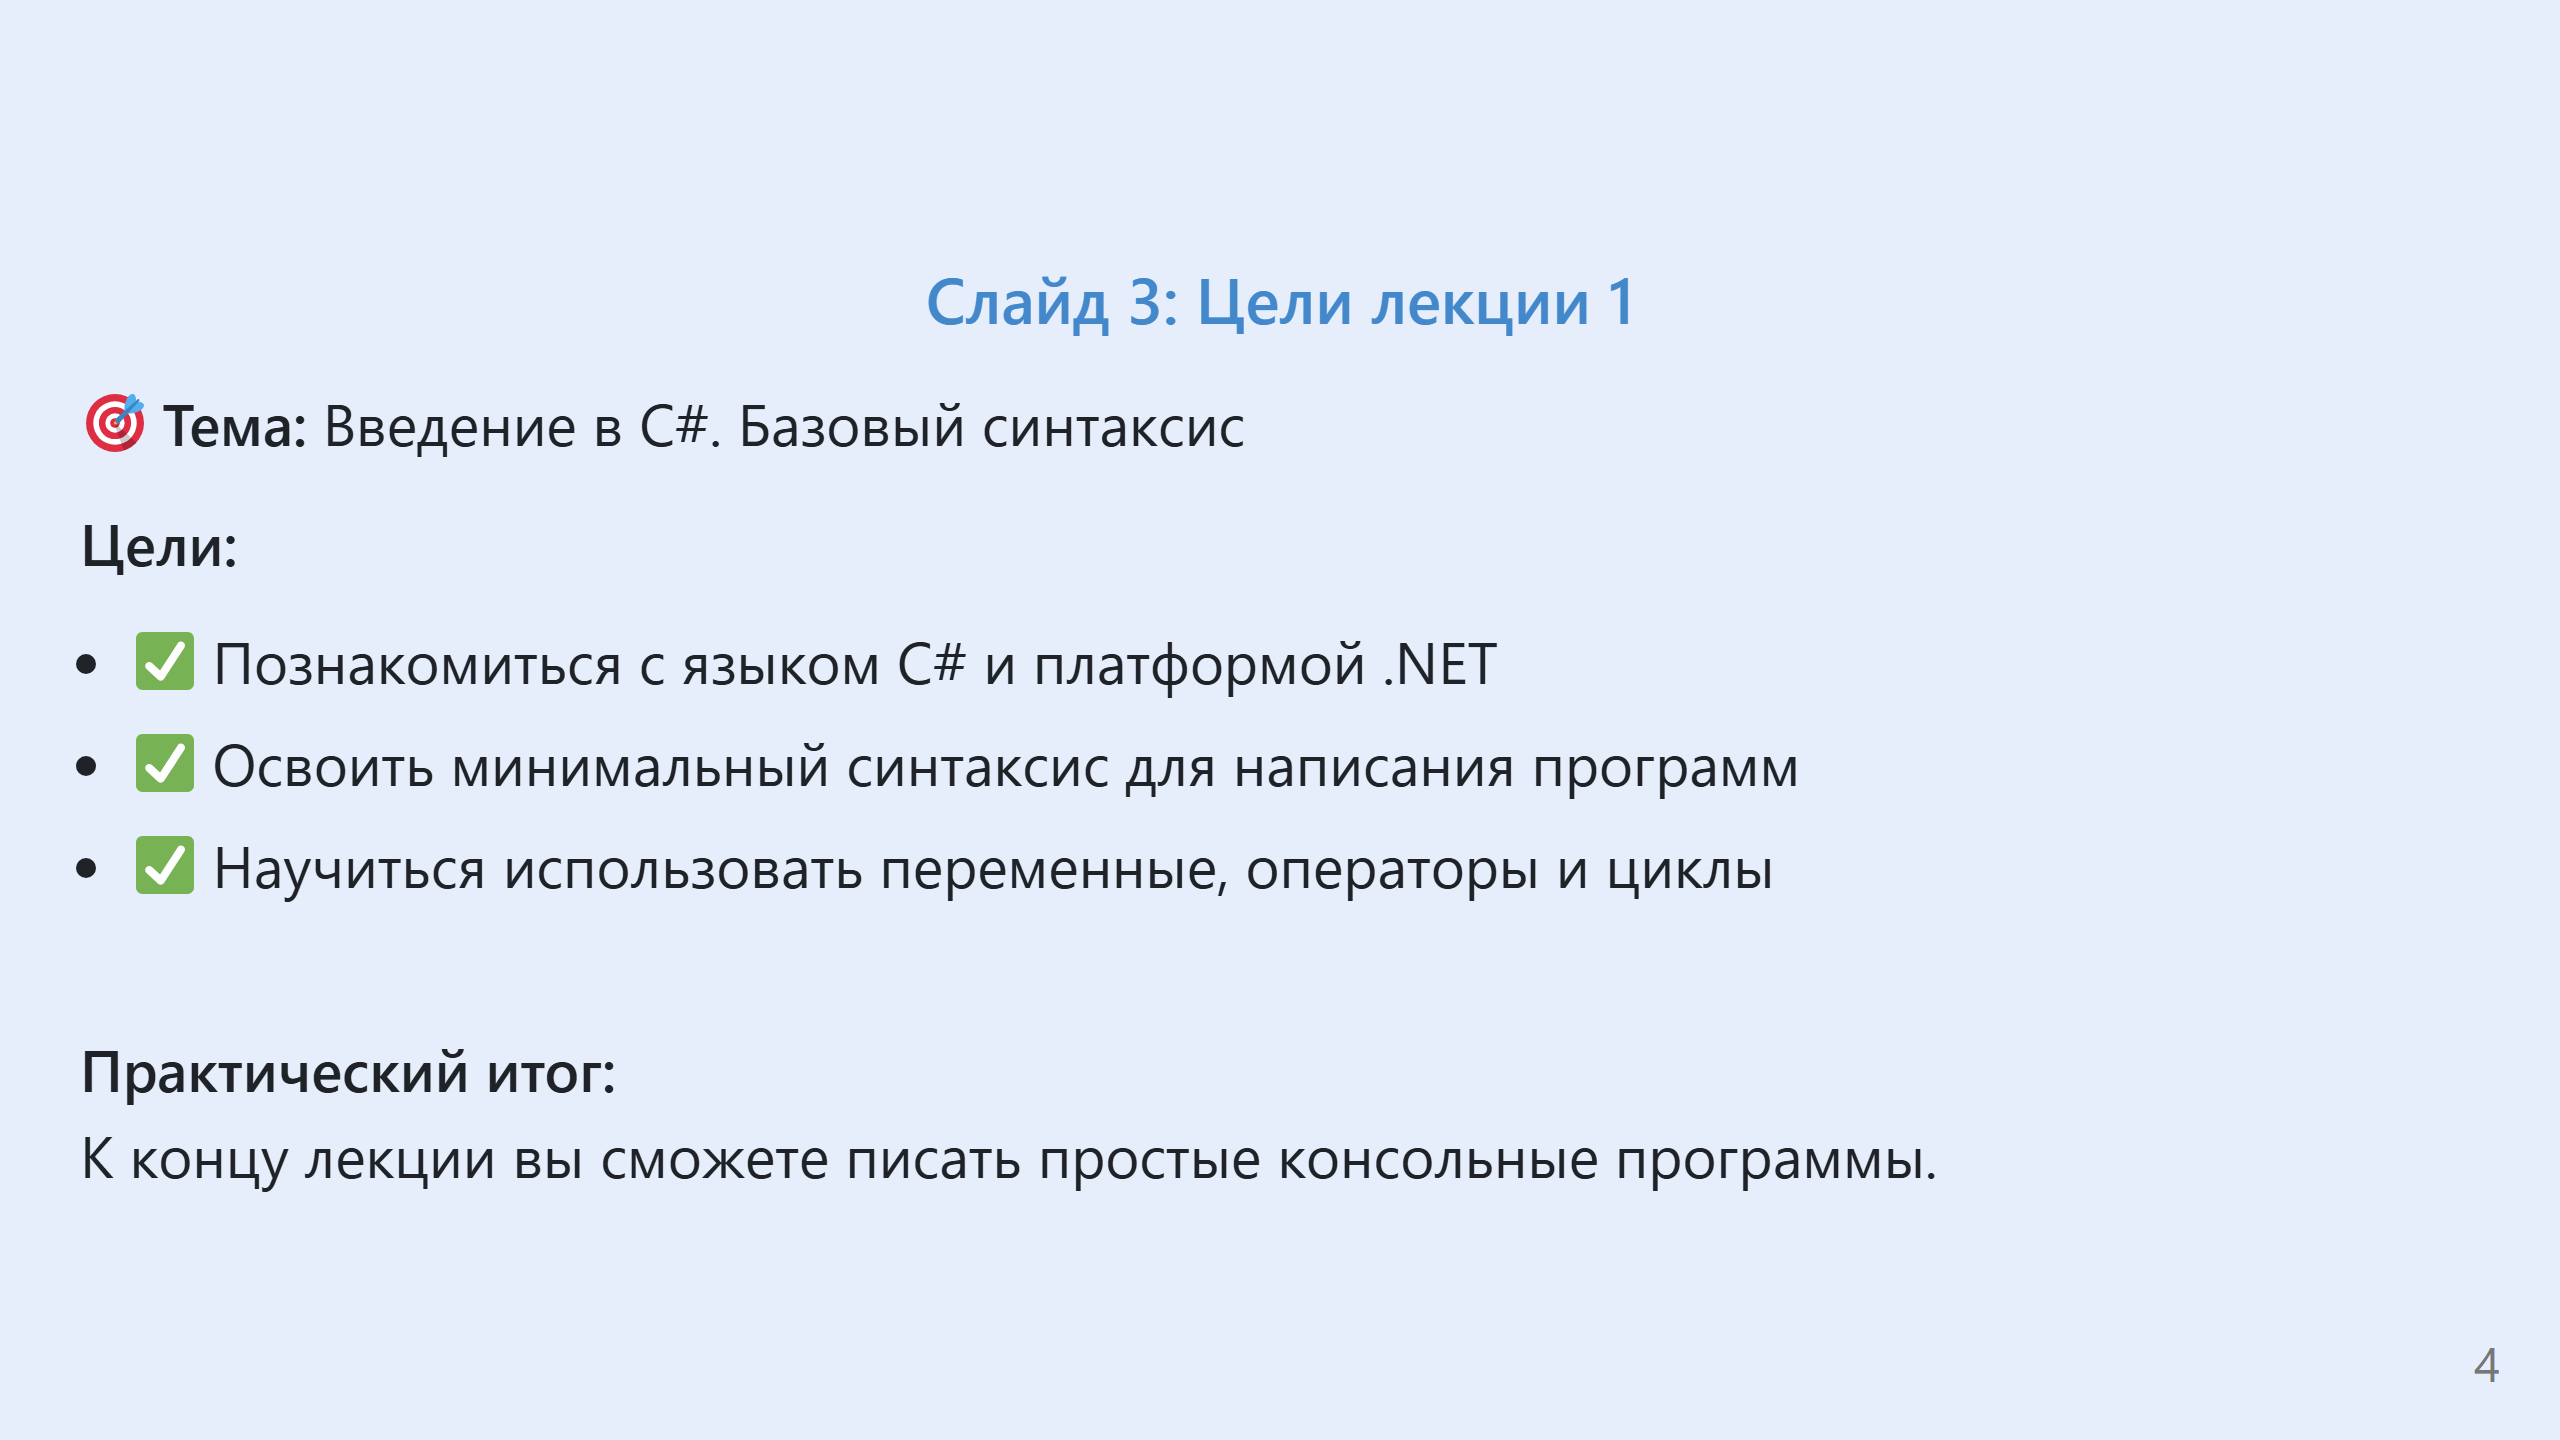 Слайд 3: Цели лекции 1
🎯 Тема: Введение в C#. Базовый синтаксис
Цели:
• ✅ Познакомиться с языком C# и платформой .NET
• ✅ Освоить минимальный синтаксис для написания программ
• ✅ Научиться использовать переменные, операторы и циклы
Практический итог:
К концу лекции вы сможете писать простые консольные программы.
4